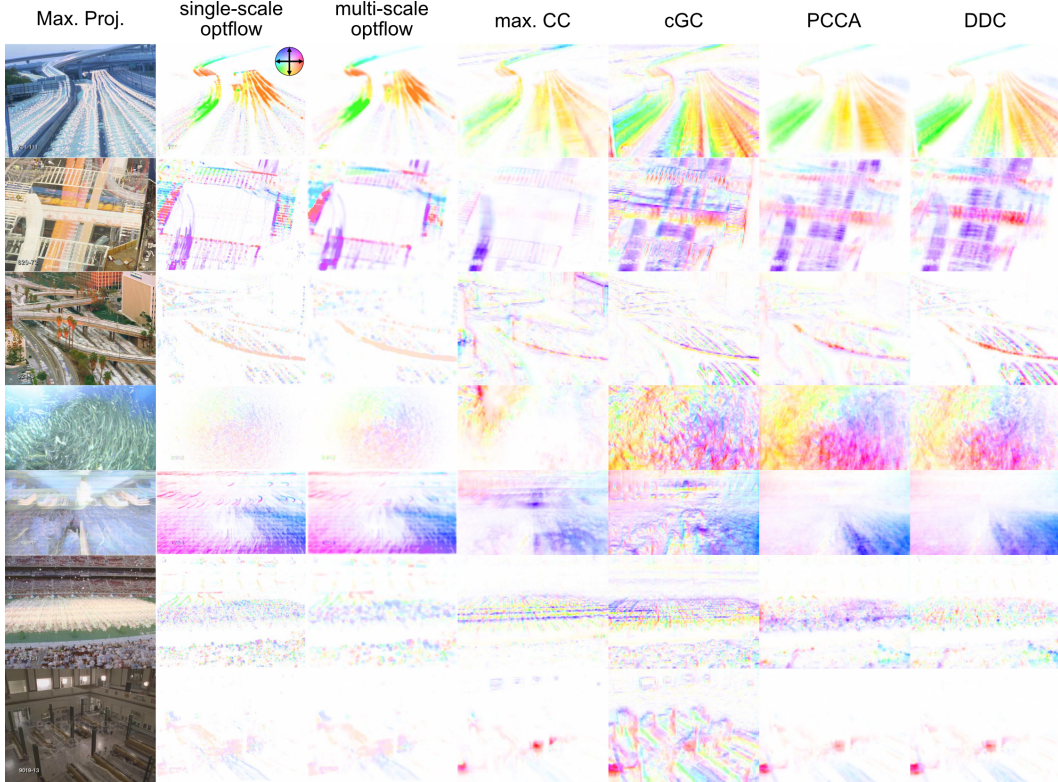 Max. Proj.
single-scale
optflow
multi-scale
optflow
max. CC
cGC
PCCA
DDC
9019-13